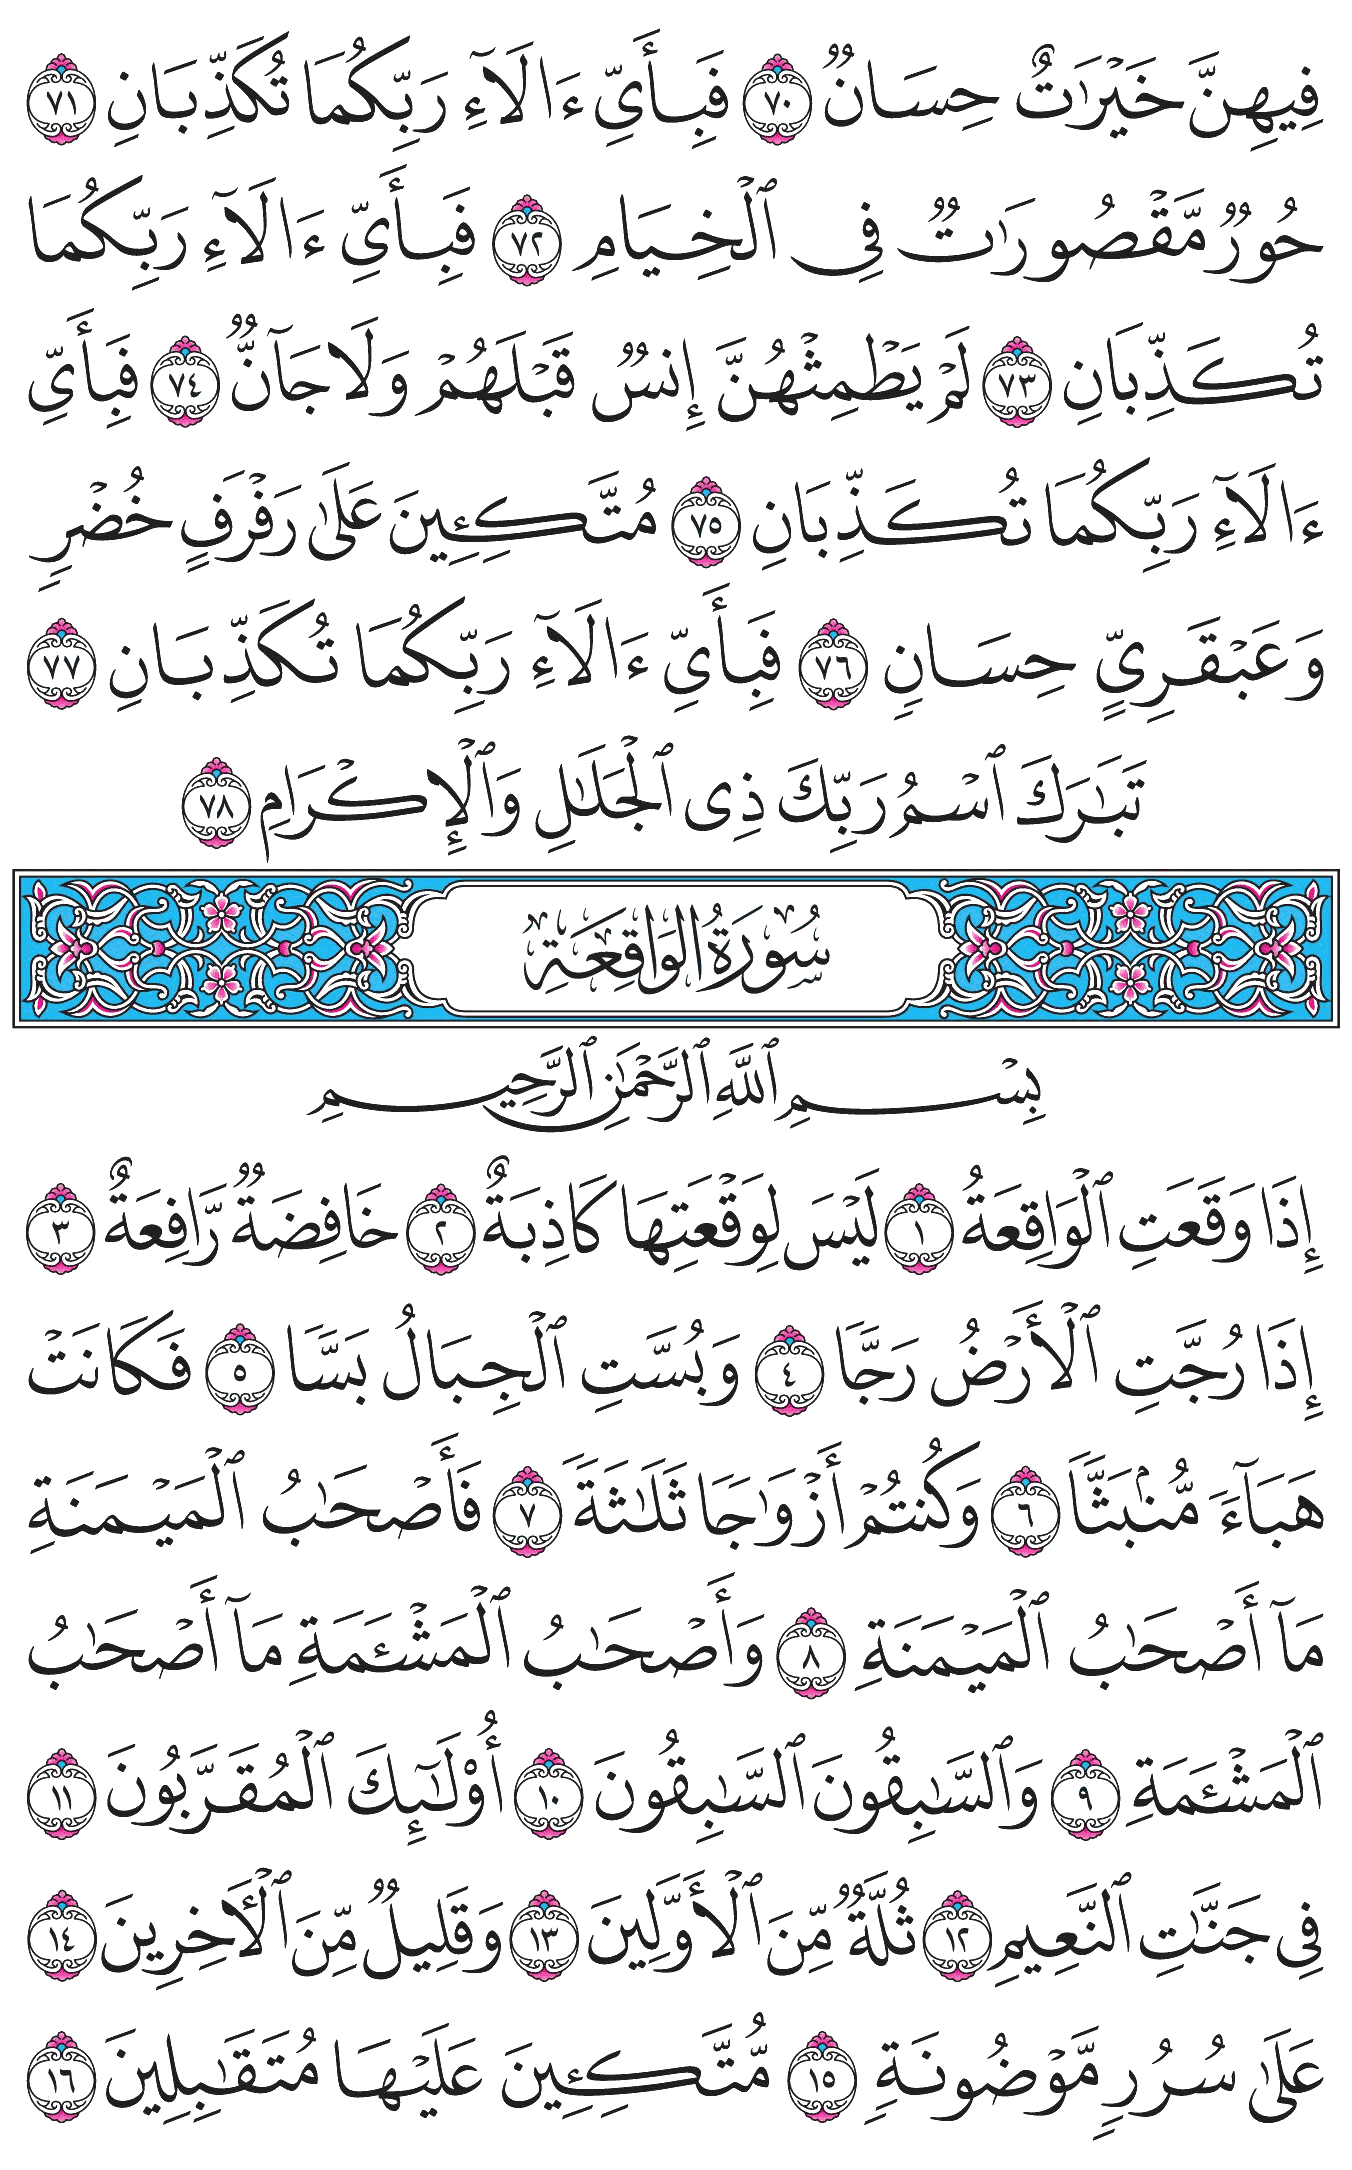 فِيهِنَّ خَيْرَٰتٌ حِسَانٌ ٧٠ فَبِأَيِّ ءَالَآءِ رَبِّكُمَا تُكَذِّبَانِ ٧١
حُورٌ مَّقْصُورَٰتٌ فِى ٱلْخِيَامِ ٧٢ فَبِأَيِّ ءَالَآءِ رَبِّكُمَا
تُكَذِّبَانِ ٧٣ لَمْ يَطْمِثْهُنَّ إِنسٌ قَبْلَهُمْ وَلَا جَآنٌّ ٧٤ فَبِأَيِّ
ءَالَآءِ رَبِّكُمَا تُكَذِّبَانِ ٧٥ مُتَّكِـِٔينَ عَلَىٰ رَفْرَفٍ خُضْرٍ
وَعَبْقَرِيٍّ حِسَانٍ ٧٦ فَبِأَيِّ ءَالَآءِ رَبِّكُمَا تُكَذِّبَانِ ٧٧
تَبَٰرَكَ ٱسْمُ رَبِّكَ ذِى ٱلْجَلَٰلِ وَٱلْإِكْرَامِ ٧٨
سُورَةُ الوَاقِعَةِ
بِسْمِ ٱللَّهِ ٱلرَّحْمَٰنِ ٱلرَّحِيمِ
إِذَا وَقَعَتِ ٱلْوَاقِعَةُ ١ لَيْسَ لِوَقْعَتِهَا كَاذِبَةٌ ٢ خَافِضَةٌ رَّافِعَةٌ ٣
إِذَا رُجَّتِ ٱلْأَرْضُ رَجًّا ٤ وَبُسَّتِ ٱلْجِبَالُ بَسًّا ٥ فَكَانَتْ
هَبَآءً مُّنۢبَثًّا ٦ وَكُنتُمْ أَزْوَٰجًا ثَلَٰثَةً ٧ فَأَصْحَٰبُ ٱلْمَيْمَنَةِ
مَآ أَصْحَٰبُ ٱلْمَيْمَنَةِ ٨ وَأَصْحَٰبُ ٱلْمَشْـَٔمَةِ مَآ أَصْحَٰبُ
ٱلْمَشْـَٔمَةِ ٩ وَٱلسَّٰبِقُونَ ٱلسَّٰبِقُونَ ١٠ أُو۟لَٰٓئِكَ ٱلْمُقَرَّبُونَ ١١
فِى جَنَّٰتِ ٱلنَّعِيمِ ١٢ ثُلَّةٌ مِّنَ ٱلْأَوَّلِينَ ١٣ وَقَلِيلٌ مِّنَ ٱلْـَٔاخِرِينَ ١٤
عَلَىٰ سُرُرٍ مَّوْضُونَةٍ ١٥ مُّتَّكِـِٔينَ عَلَيْهَا مُتَقَٰبِلِينَ ١٦